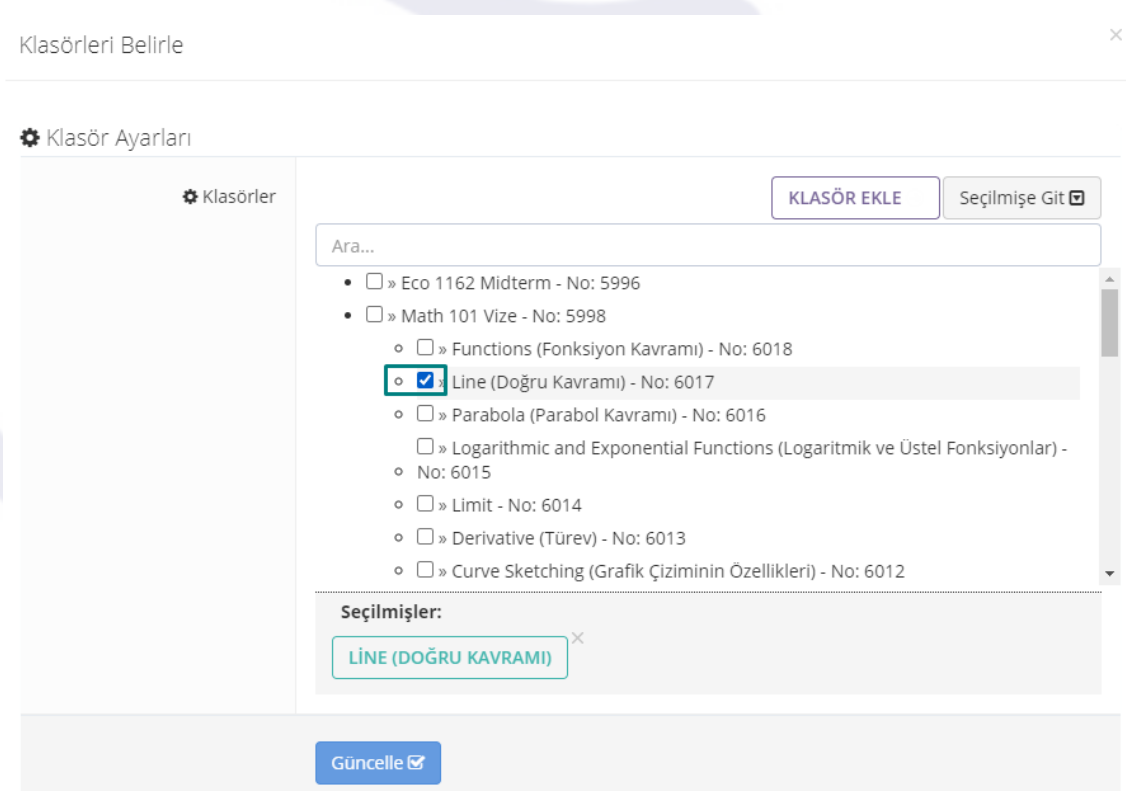 Klasörleri Belirle
×
Klasör Ayarları
Klasörler
KLASÖR EKLE
Seçilmişe Git
Ara...
» Eco 1162 Midterm - No: 5996
» Math 101 Vize - No: 5998
» Functions (Fonksiyon Kavramı) - No: 6018
» Line (Doğru Kavramı) - No: 6017
» Parabola (Parabol Kavramı) - No: 6016
» Logarithmic and Exponential Functions (Logaritmik ve Üstel Fonksiyonlar) -
No: 6015
» Limit - No: 6014
» Derivative (Türev) - No: 6013
» Curve Sketching (Grafik Çiziminin Özellikleri) - No: 6012
Seçilmişler:
LİNE (DOĞRU KAVRAMI)
×
Güncelle